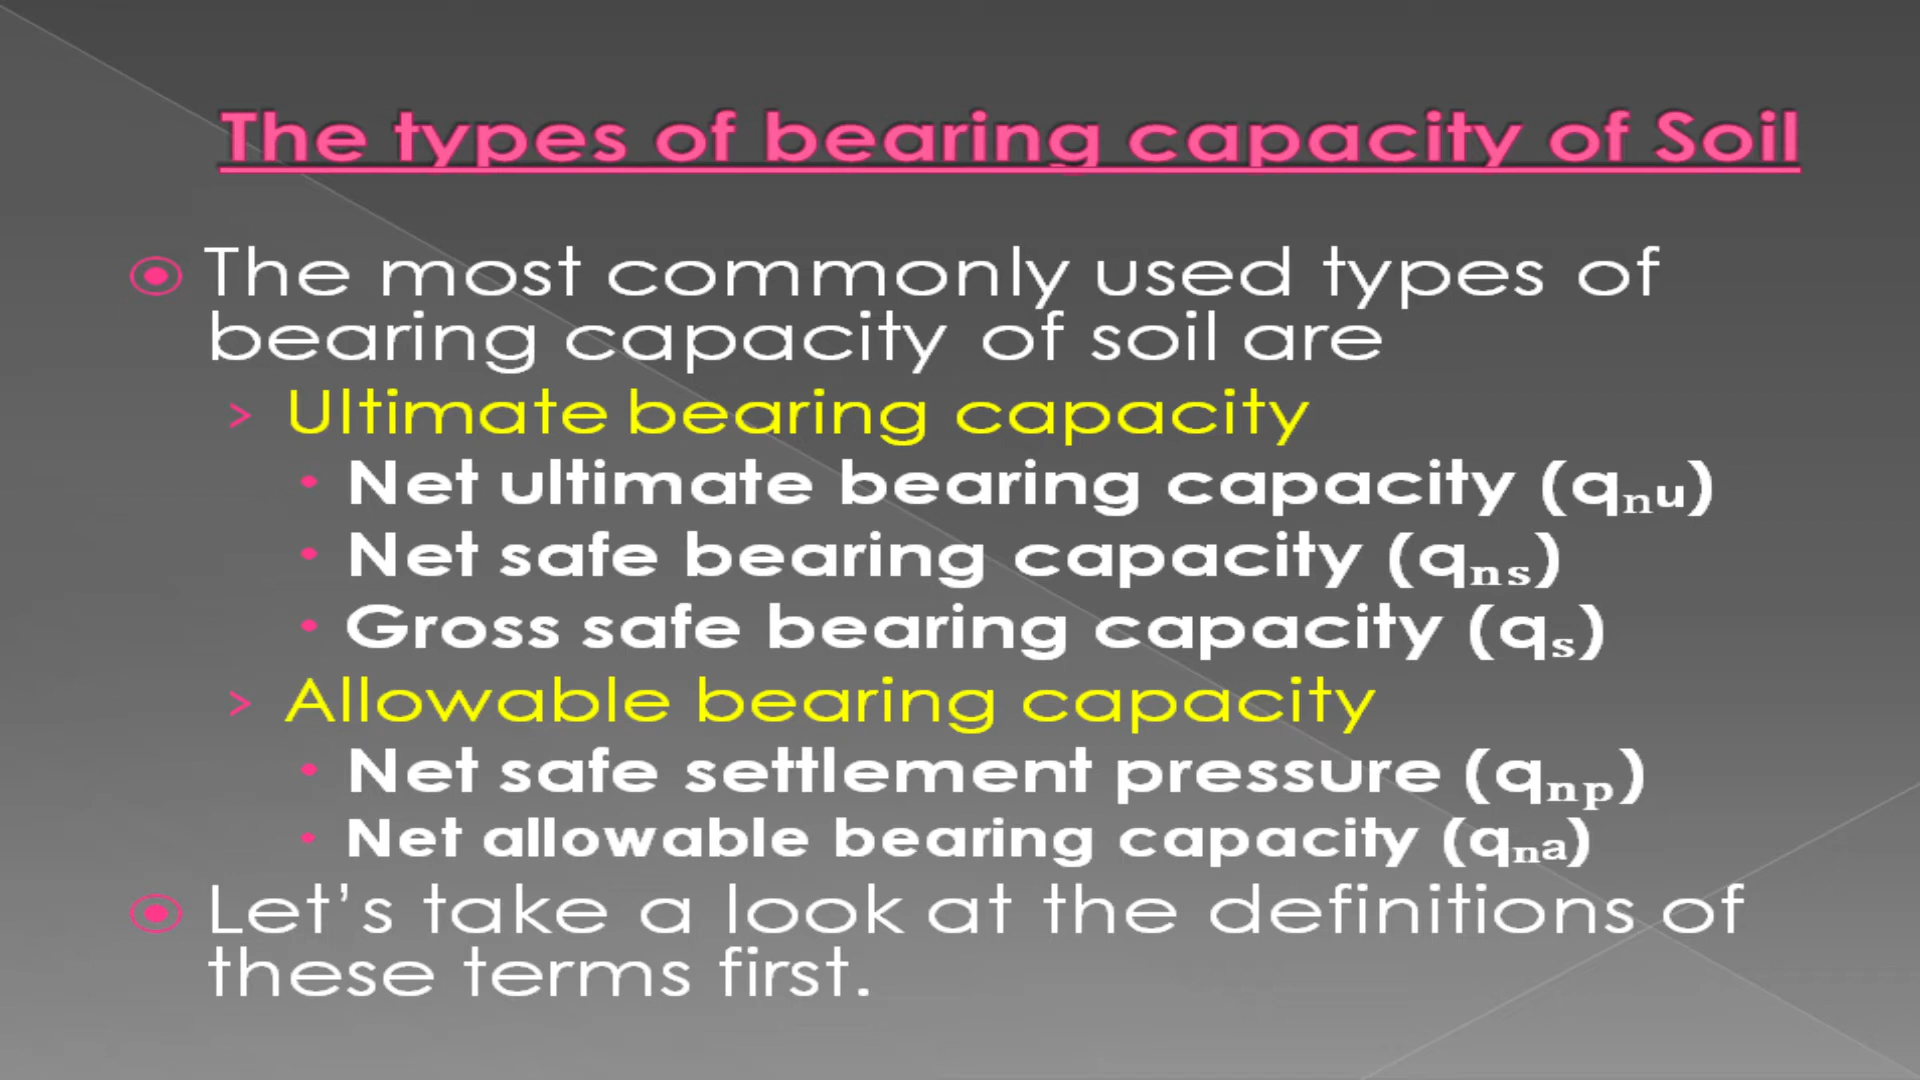 The types of bearing capacity of Soil
The most commonly used types of
bearing capacity of soil are
> Ultimate bearing capacity
• Net ultimate bearing capacity (qnu)
• Net safe bearing capacity (qns)
• Gross safe bearing capacity (qs)
> Allowable bearing capacity
• Net safe settlement pressure (qnp)
• Net allowable bearing capacity (qna)
Let’s take a look at the definitions of
these terms first.